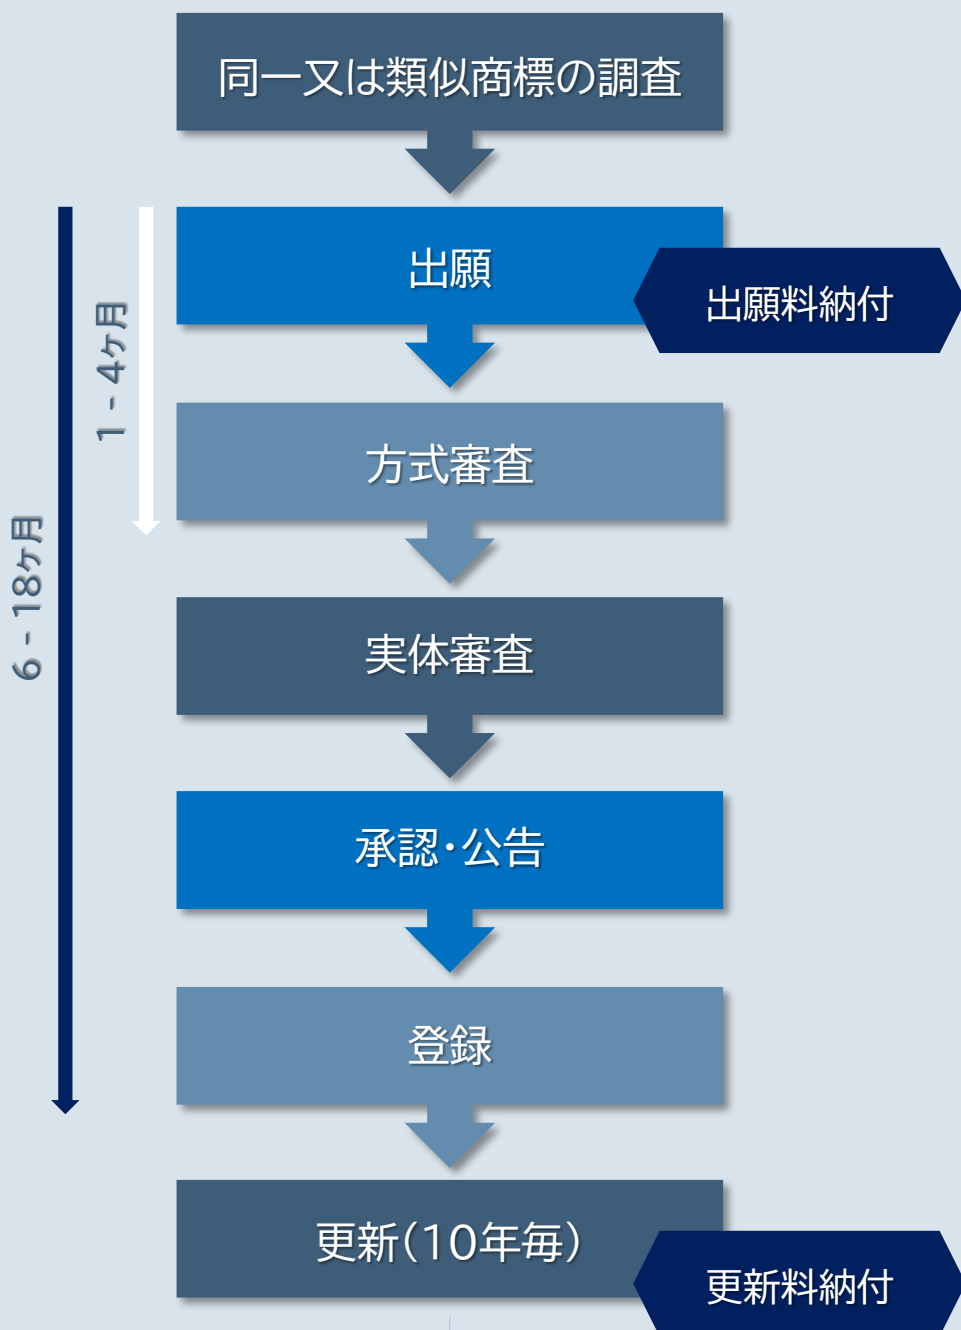 同一又は類似商標の調査
出願
出願料納付
1 - 4ヶ月
方式審査
6 - 18ヶ月
実体審査
承認・公告
登録
更新(10年毎)
更新料納付